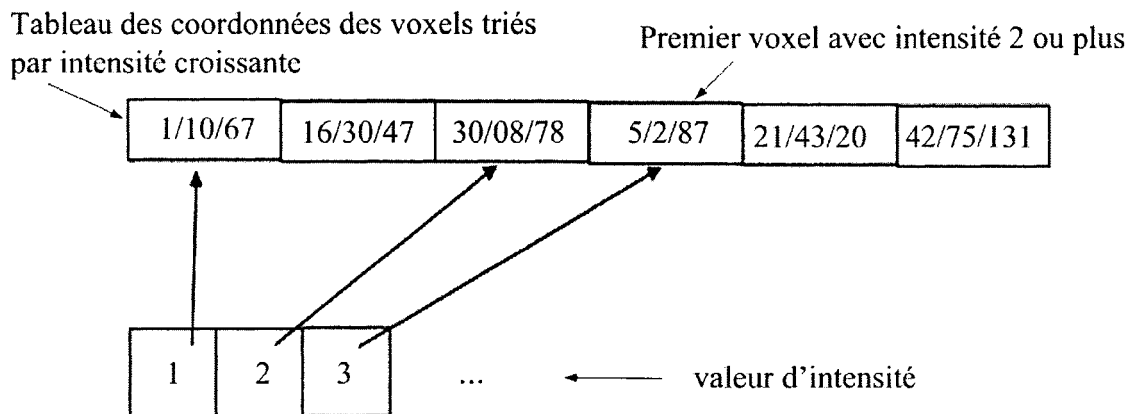 Tableau des coordonnées des voxels triés
par intensité croissante
Premier voxel avec intensité 2 ou plus
1/10/67 16/30/47 30/08/78 5/2/87 21/43/20 42/75/131
1 2 3 ... valeur d'intensité